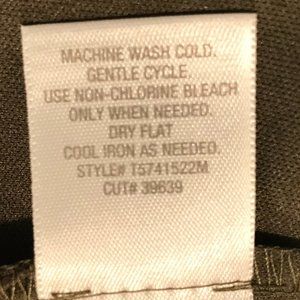 MACHINE WASH COLD.
GENTLE CYCLE.
USE NON-CHLORINE BLEACH
ONLY WHEN NEEDED.
DRY FLAT
COOL IRON AS NEEDED.
STYLE# T5741522M
CUT# 39639